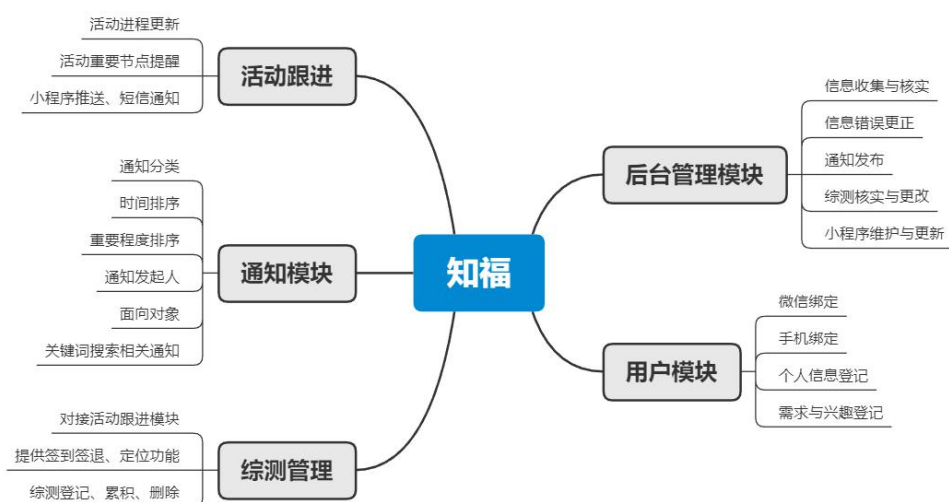 活动进程更新
活动重要节点提醒
小程序推送、短信通知
活动跟进
通知分类
时间排序
重要程度排序
通知发起人
面向对象
关键词搜索相关通知
通知模块
对接活动跟进模块
提供签到签退、定位功能
综测登记、累积、删除
综测管理
知福
信息收集与核实
信息错误更正
通知发布
综测核实与更改
小程序维护与更新
后台管理模块
微信绑定
手机绑定
个人信息登记
需求与兴趣登记
用户模块